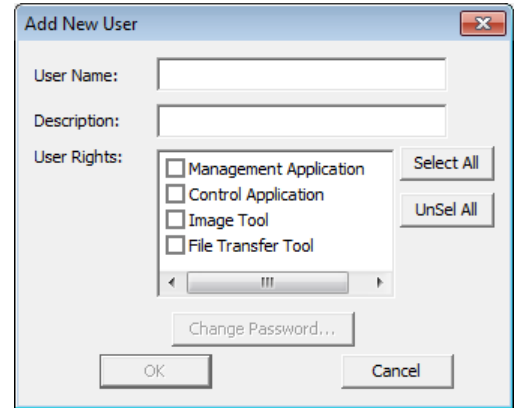 Add New User
User Name:
Description:
User Rights:
Management Application
Select All
Control Application
UnSel All
Image Tool
File Transfer Tool
Change Password...
OK
Cancel